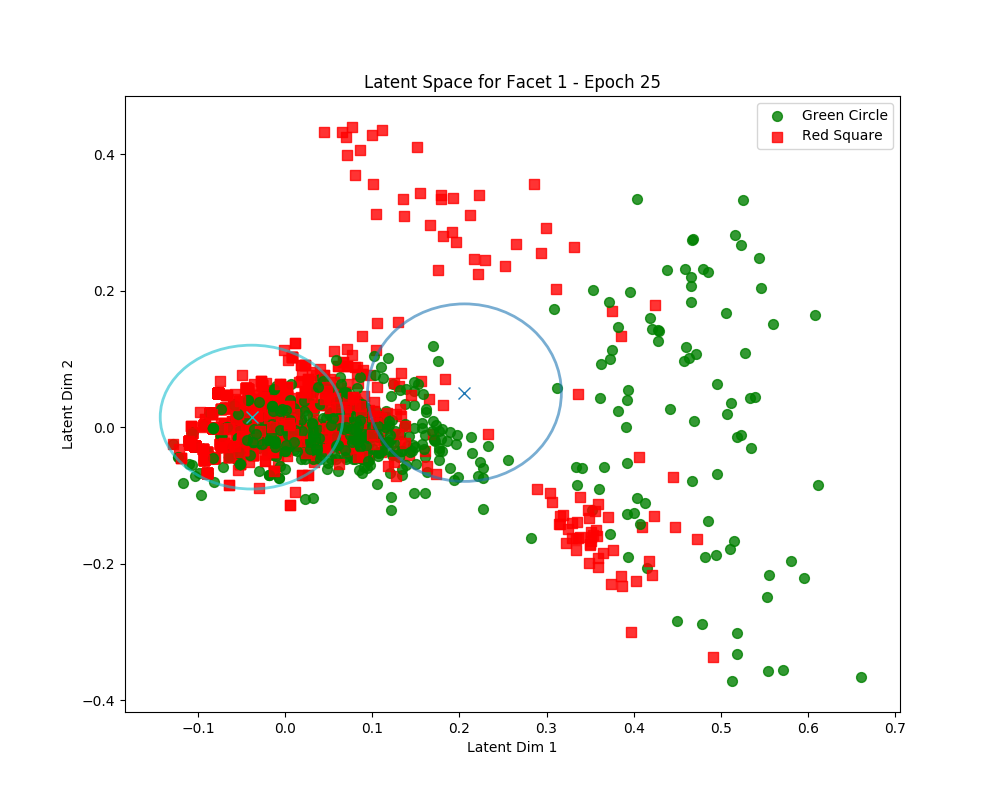 Latent Space for Facet 1 - Epoch 25
Green Circle
Red Square
0.4
0.2
0.0
−0.2
−0.4
Latent Dim 2
−0.1 0.0 0.1 0.2 0.3 0.4 0.5 0.6 0.7
Latent Dim 1